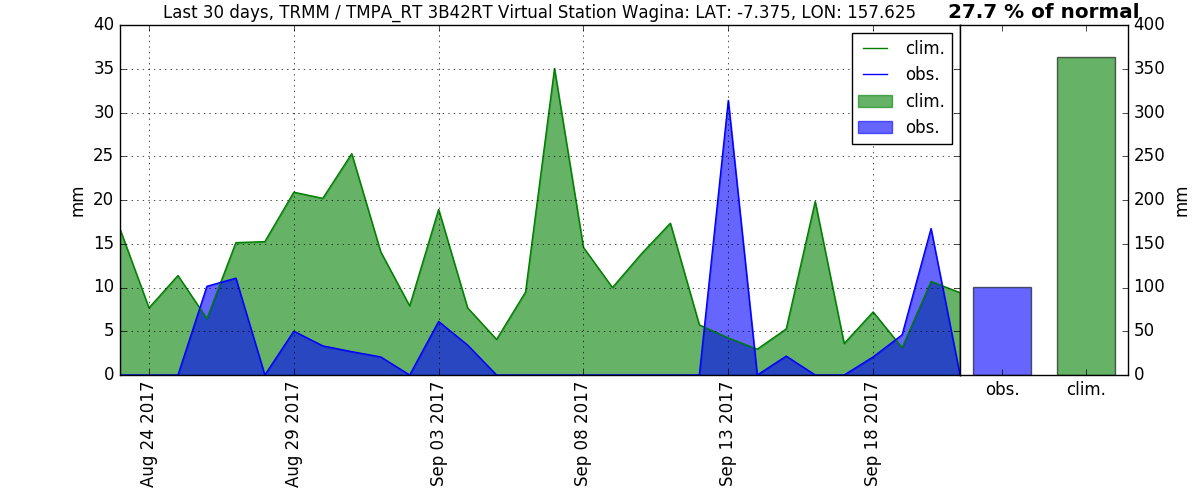 Last 30 days, TRMM / TMPA_RT 3B42RT Virtual Station Wagina: LAT: -7.375, LON: 157.625
27.7 % of normal
40
35
30
25
20
15
10
5
0
mm
clim.
obs.
clim.
obs.
Aug 24 2017
Aug 29 2017
Sep 03 2017
Sep 08 2017
Sep 13 2017
Sep 18 2017
400
350
300
250
200
150
100
50
0
mm
obs.
clim.